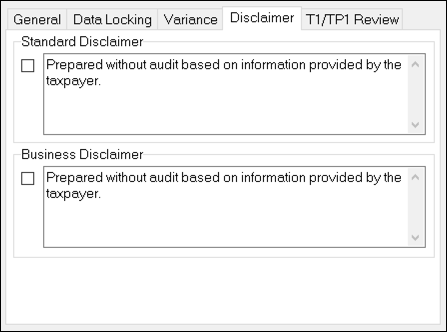 General Data Locking Variance Disclaimer T1/TP1 Review
Standard Disclaimer
Prepared without audit based on information provided by the
taxpayer.
Business Disclaimer
Prepared without audit based on information provided by the
taxpayer.